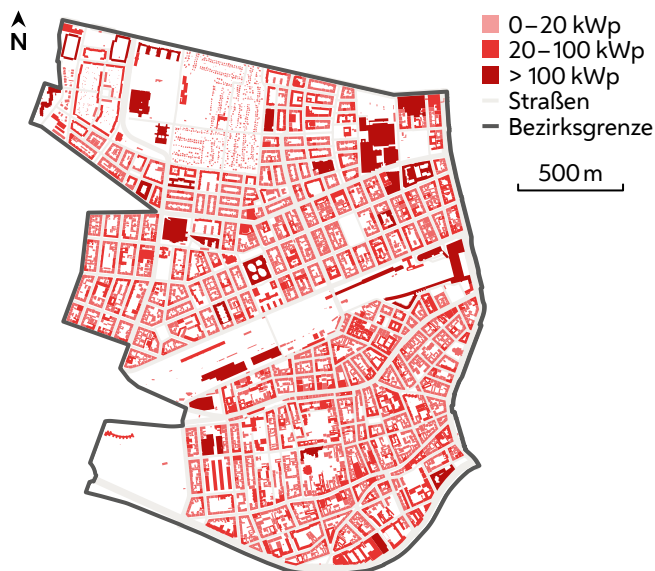 N
0–20 kWp
20–100 kWp
> 100 kWp
Straßen
Bezirksgrenze
500 m